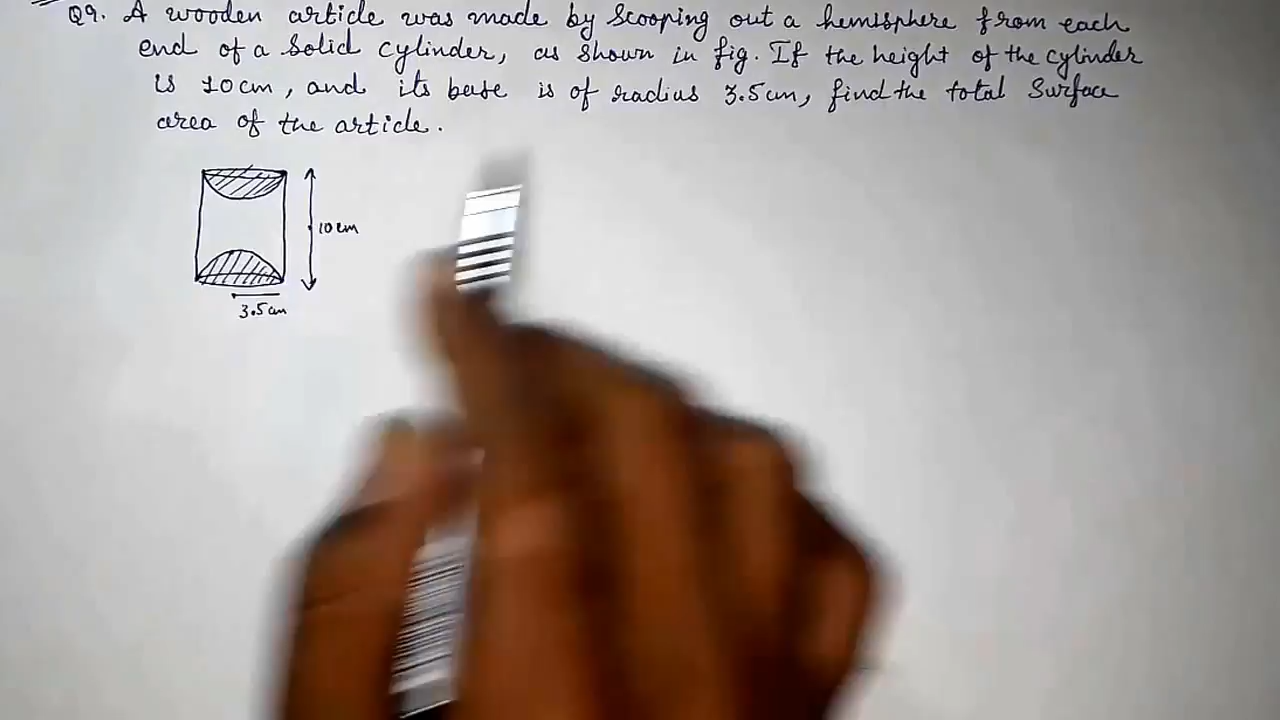 Q9. A wooden article was made by scooping out a hemisphere from each
end of a solid cylinder, as shown in fig. If the height of the cylinder
is 10cm, and its base is of radius 3.5cm, find the total Surface
area of the article.
10 cm
3.5 cm